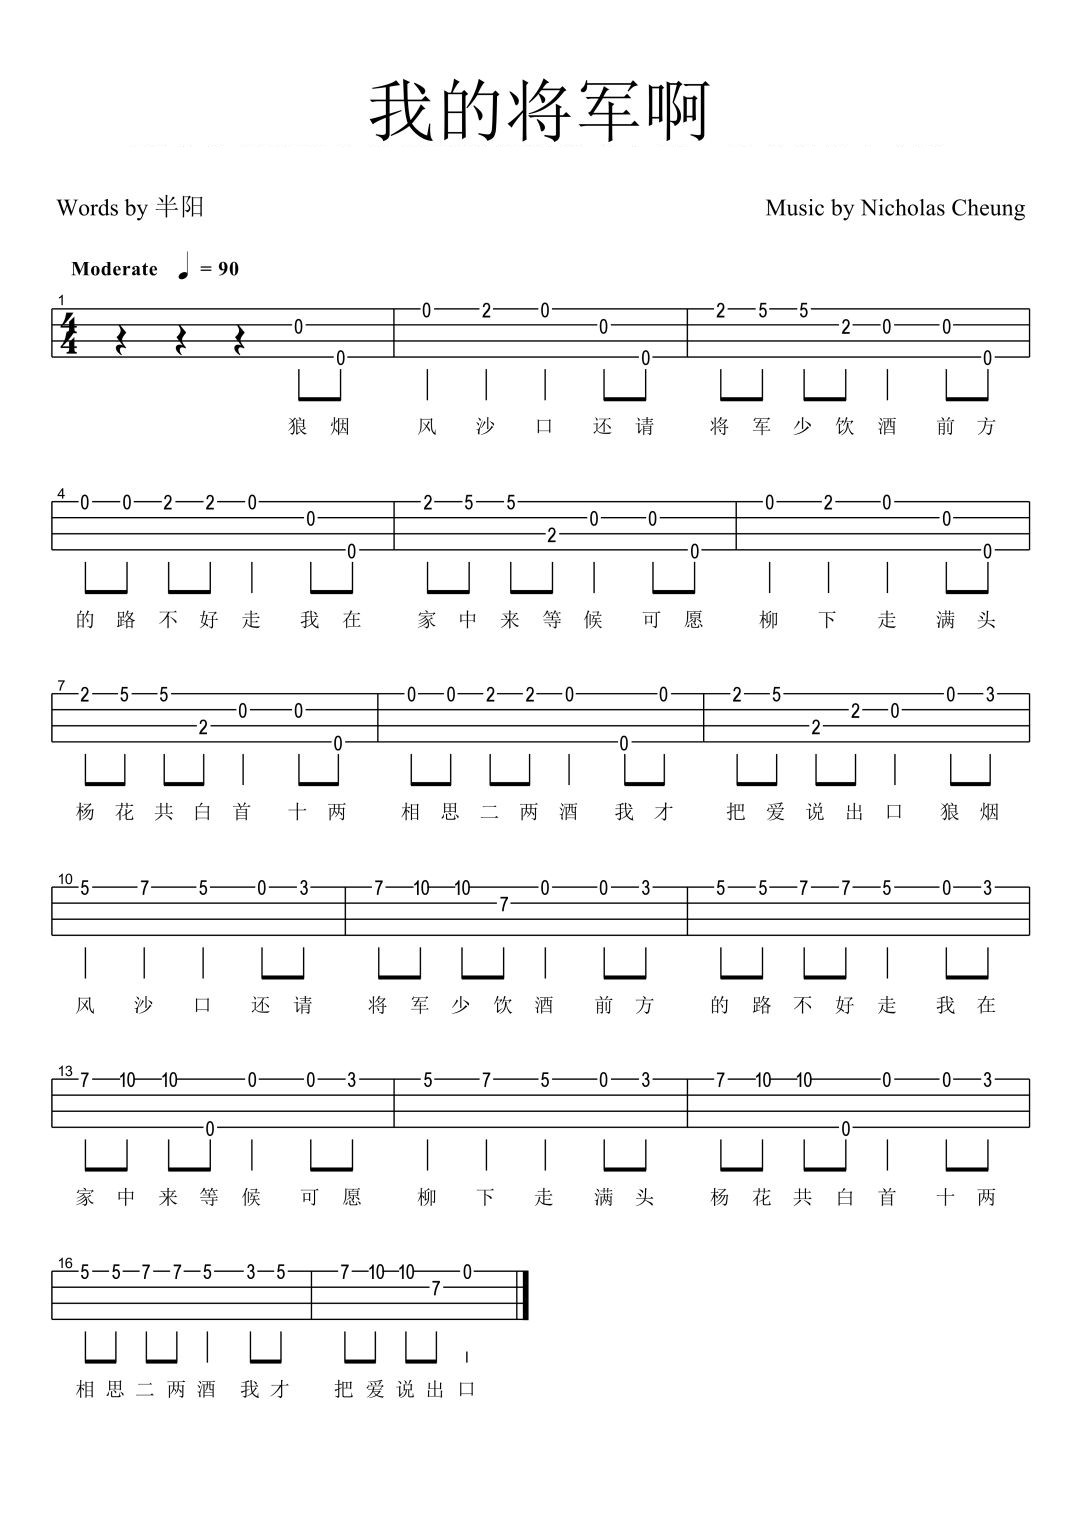 我的将军啊
Words by 半阳 Music by Nicholas Cheung
Moderate ♩ = 90
1
4 4 0 0 0 2 0 0 0 2 5 5 2 0 0 0
狼 烟 风 沙 口 还 请 将 军 少 饮 酒 前 方
4
0 0 2 2 0 0 0 2 5 5 2 0 0 0 0 2 0 0 0
的 路 不 好 走 我 在 家 中 来 等 候 可 愿 柳 下 走 满 头
7
2 5 5 2 0 0 0 0 0 2 2 0 0 0 2 5 2 2 0 0 3
杨 花 共 白 首 十 两 相 思 二 两 酒 我 才 把 爱 说 出 口 狼 烟
10
5 7 5 0 3 7 10 10 7 0 0 3 5 5 7 7 5 0 3
风 沙 口 还 请 将 军 少 饮 酒 前 方 的 路 不 好 走 我 在
13
7 10 10 0 0 0 3 5 7 5 0 3 7 10 10 0 0 0 3
家 中 来 等 候 可 愿 柳 下 走 满 头 杨 花 共 白 首 十 两
16
5 5 7 7 5 3 5 7 10 10 7 0
相 思 二 两 酒 我 才 把 爱 说 出 口